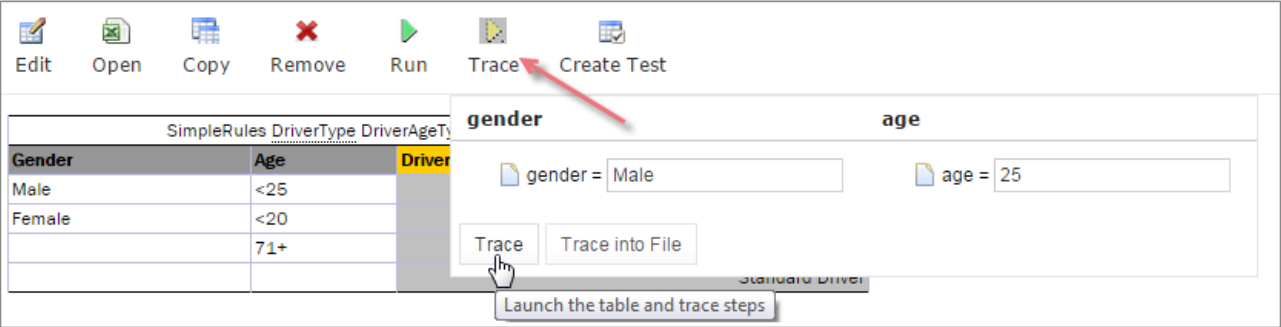 Edit Open Copy Remove Run Trace Create Test
SimpleRules DriverType DriverAgeTy
gender age
Gender Age Driver
gender = Male age = 25
Male <25
Female <20
71+
Trace Trace into File
Standard Driver
Launch the table and trace steps